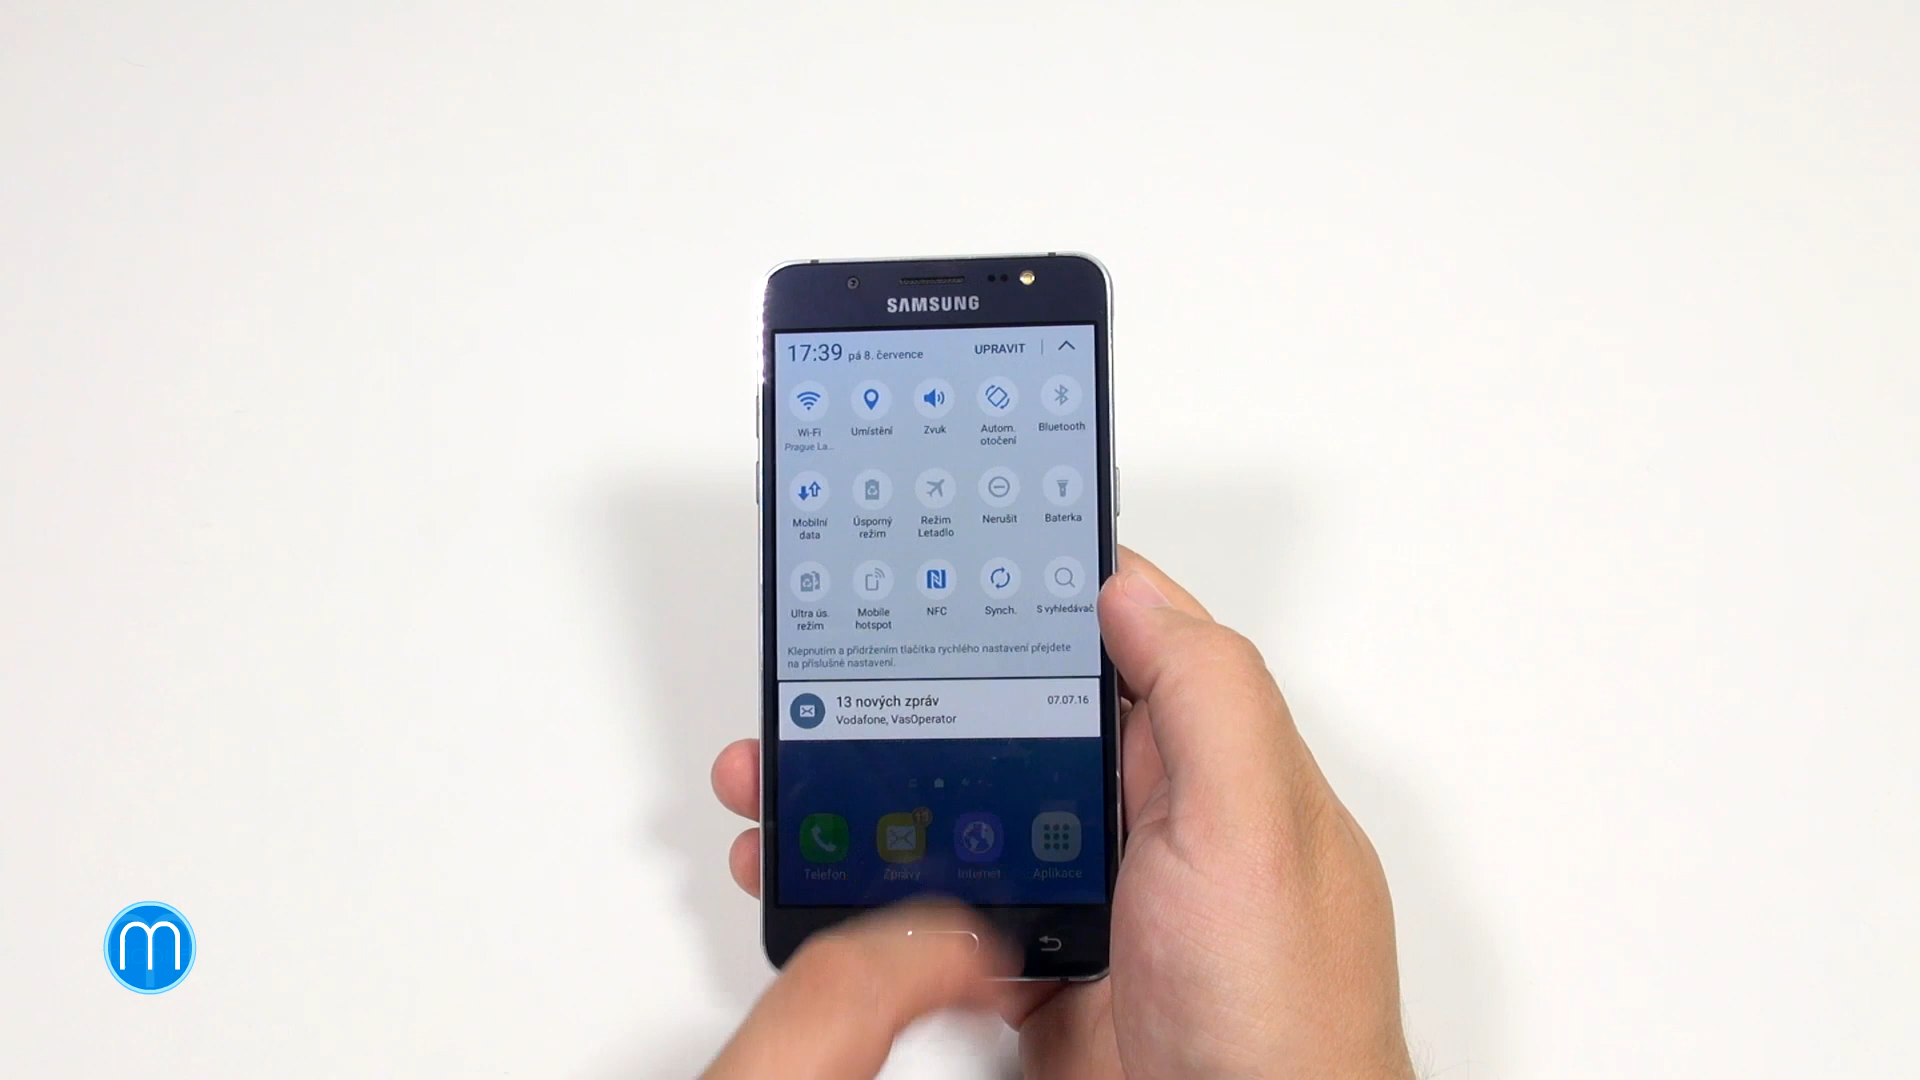 SAMSUNG
17:39 pá 8. července UPRAVIT
Wi-Fi
Prague La...
Umístění
Zvuk
Autom.
otočení
Bluetooth
Mobilní
data
Úsporný
režim
Režim
Letadlo
Nerušit
Baterka
Ultra ús.
režim
Mobile
hotspot
NFC
Synch.
S vyhledávač
Klepnutím a přidržením tlačítka rychlého nastavení přejdete
na příslušné nastavení.
13 nových zpráv 07.07.16
Vodafone, VasOperator
13
Telefon
Zprávy
Internet
Aplikace
m